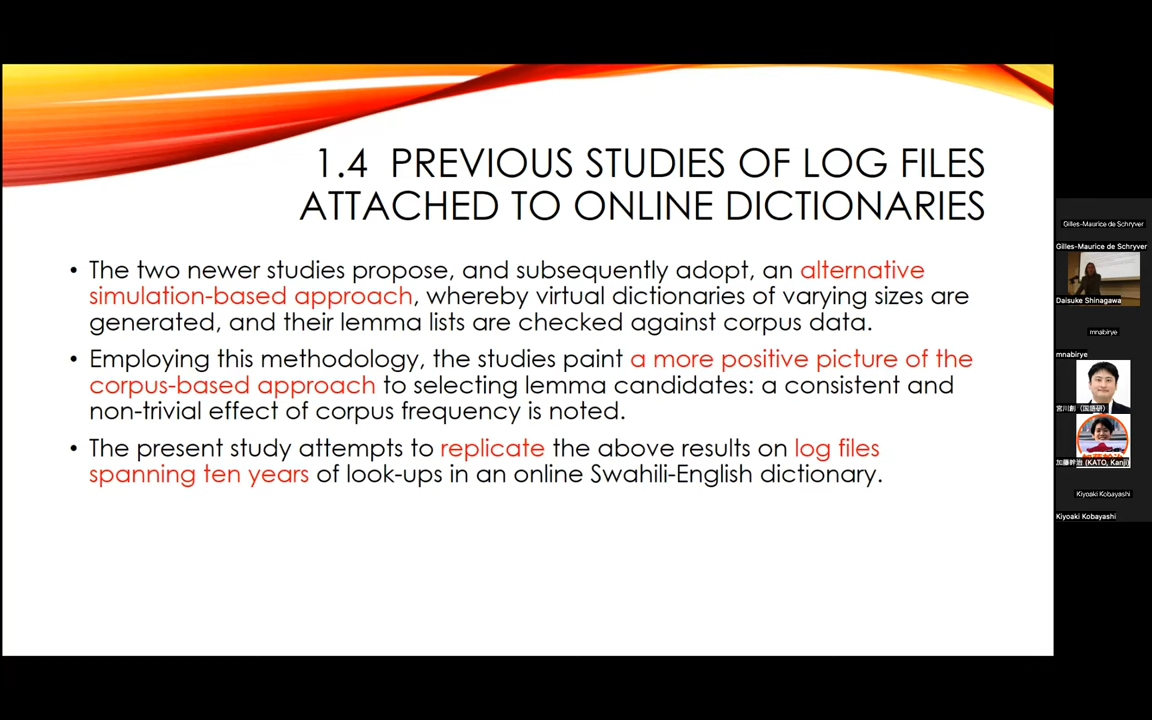 1.4 PREVIOUS STUDIES OF LOG FILES
ATTACHED TO ONLINE DICTIONARIES
• The two newer studies propose, and subsequently adopt, an alternative
simulation-based approach, whereby virtual dictionaries of varying sizes are
generated, and their lemma lists are checked against corpus data.
• Employing this methodology, the studies paint a more positive picture of the
corpus-based approach to selecting lemma candidates: a consistent and
non-trivial effect of corpus frequency is noted.
• The present study attempts to replicate the above results on log files
spanning ten years of look-ups in an online Swahili-English dictionary.
Gilles-Maurice de Schryver
Gilles-Maurice de Schryver
Daisuke Shinagawa
mnabirye
mnabirye
宮川創（国語研）
加藤幹治 (KATO, Kanji)
Kiyoaki Kobayashi
Kiyoaki Kobayashi